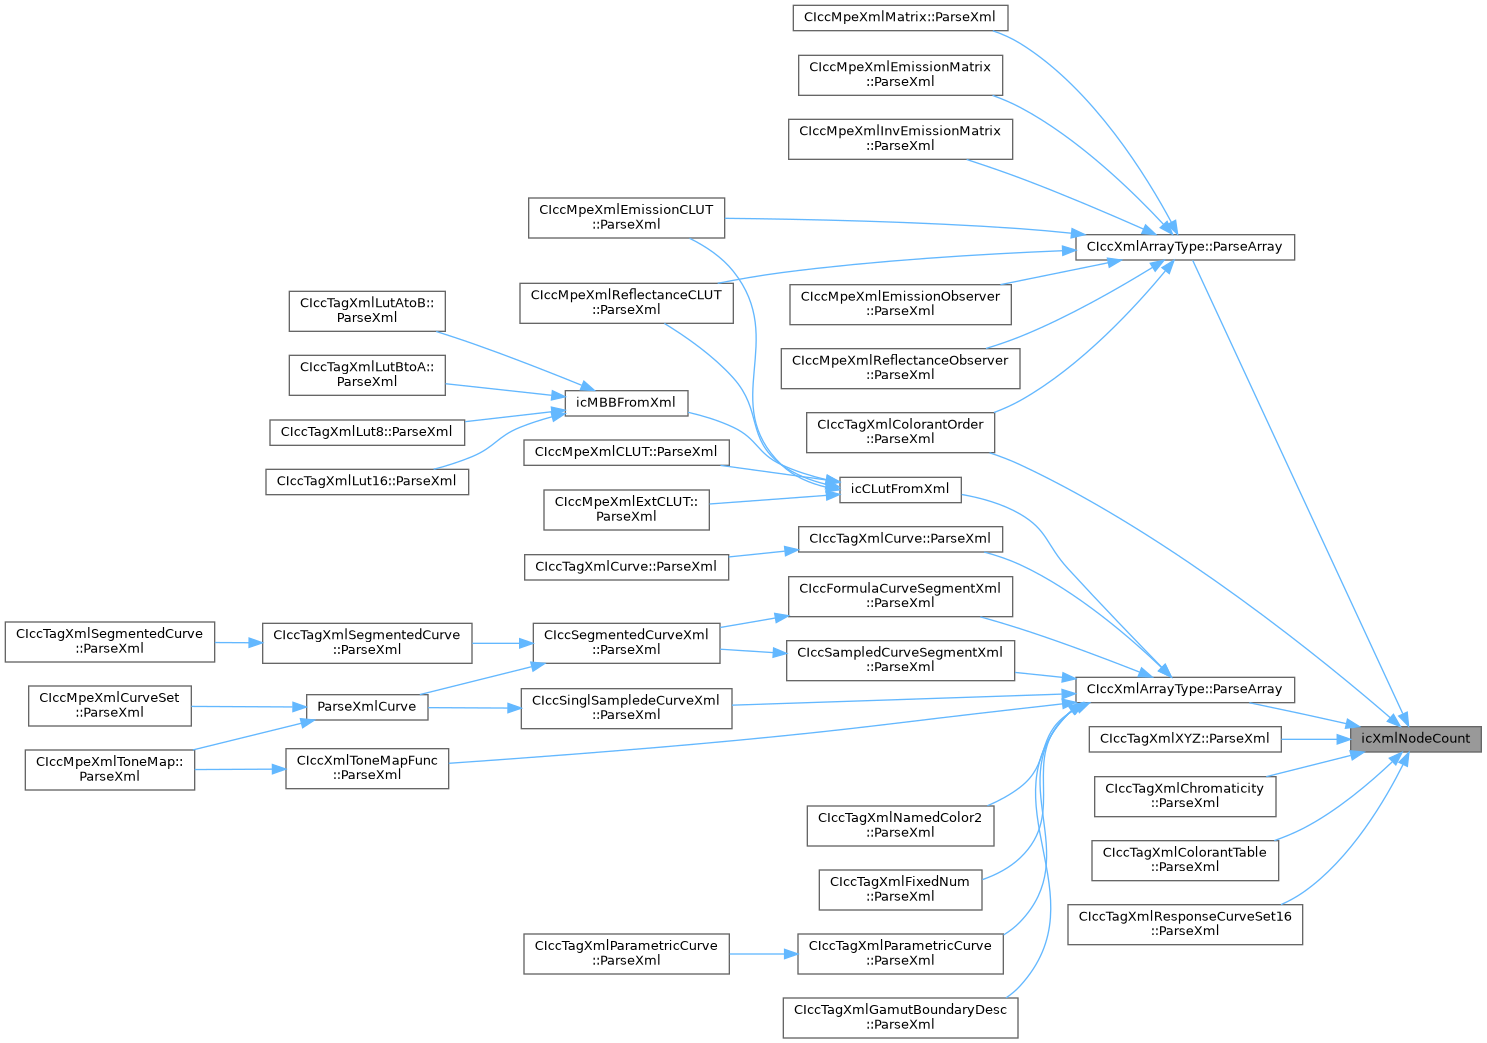 CIccMpeXmlMatrix::ParseXml
CIccMpeXmlEmissionMatrix
::ParseXml
CIccMpeXmlInvEmissionMatrix
::ParseXml
CIccMpeXmlEmissionCLUT
::ParseXml
CIccXmlArrayType::ParseArray
CIccMpeXmlReflectanceCLUT
::ParseXml
CIccMpeXmlEmissionObserver
::ParseXml
CIccTagXmlLutAtoB::
ParseXml
CIccMpeXmlReflectanceObserver
::ParseXml
CIccTagXmlLutBtoA::
ParseXml
icMBBFromXml
CIccTagXmlColorantOrder
::ParseXml
CIccTagXmlLut8::ParseXml
CIccMpeXmlCLUT::ParseXml
CIccTagXmlLut16::ParseXml
icCLutFromXml
CIccMpeXmlExtCLUT::
ParseXml
CIccTagXmlCurve::ParseXml
CIccTagXmlCurve::ParseXml
CIccFormulaCurveSegmentXml
::ParseXml
CIccTagXmlSegmentedCurve
::ParseXml
CIccTagXmlSegmentedCurve
::ParseXml
CIccSegmentedCurveXml
::ParseXml
CIccSampledCurveSegmentXml
::ParseXml
CIccXmlArrayType::ParseArray
CIccMpeXmlCurveSet
::ParseXml
ParseXmlCurve
CIccSinglSampledeCurveXml
::ParseXml
CIccTagXmlXYZ::ParseXml
icXmlNodeCount
CIccMpeXmlToneMap::
ParseXml
CIccXmlToneMapFunc
::ParseXml
CIccTagXmlChromaticity
::ParseXml
CIccTagXmlNamedColor2
::ParseXml
CIccTagXmlColorantTable
::ParseXml
CIccTagXmlFixedNum
::ParseXml
CIccTagXmlResponseCurveSet16
::ParseXml
CIccTagXmlParametricCurve
::ParseXml
CIccTagXmlParametricCurve
::ParseXml
CIccTagXmlGamutBoundaryDesc
::ParseXml